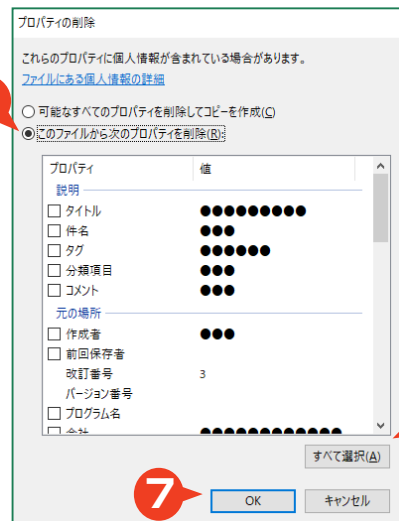 プロパティの削除
これらのプロパティに個人情報が含まれている場合があります。
ファイルにある個人情報の詳細
可能なすべてのプロパティを削除してコピーを作成(C)
このファイルから次のプロパティを削除(R):
プロパティ 値
説明
タイトル ●●●●●●●●●
件名 ●●●
タグ ●●●●●●
分類項目 ●●●
コメント ●●●
元の場所
作成者 ●●●
前回保存者
改訂番号 3
バージョン番号
プログラム名
会社 ●●●●●●●●●●●●
すべて選択(A)
7 OK キャンセル